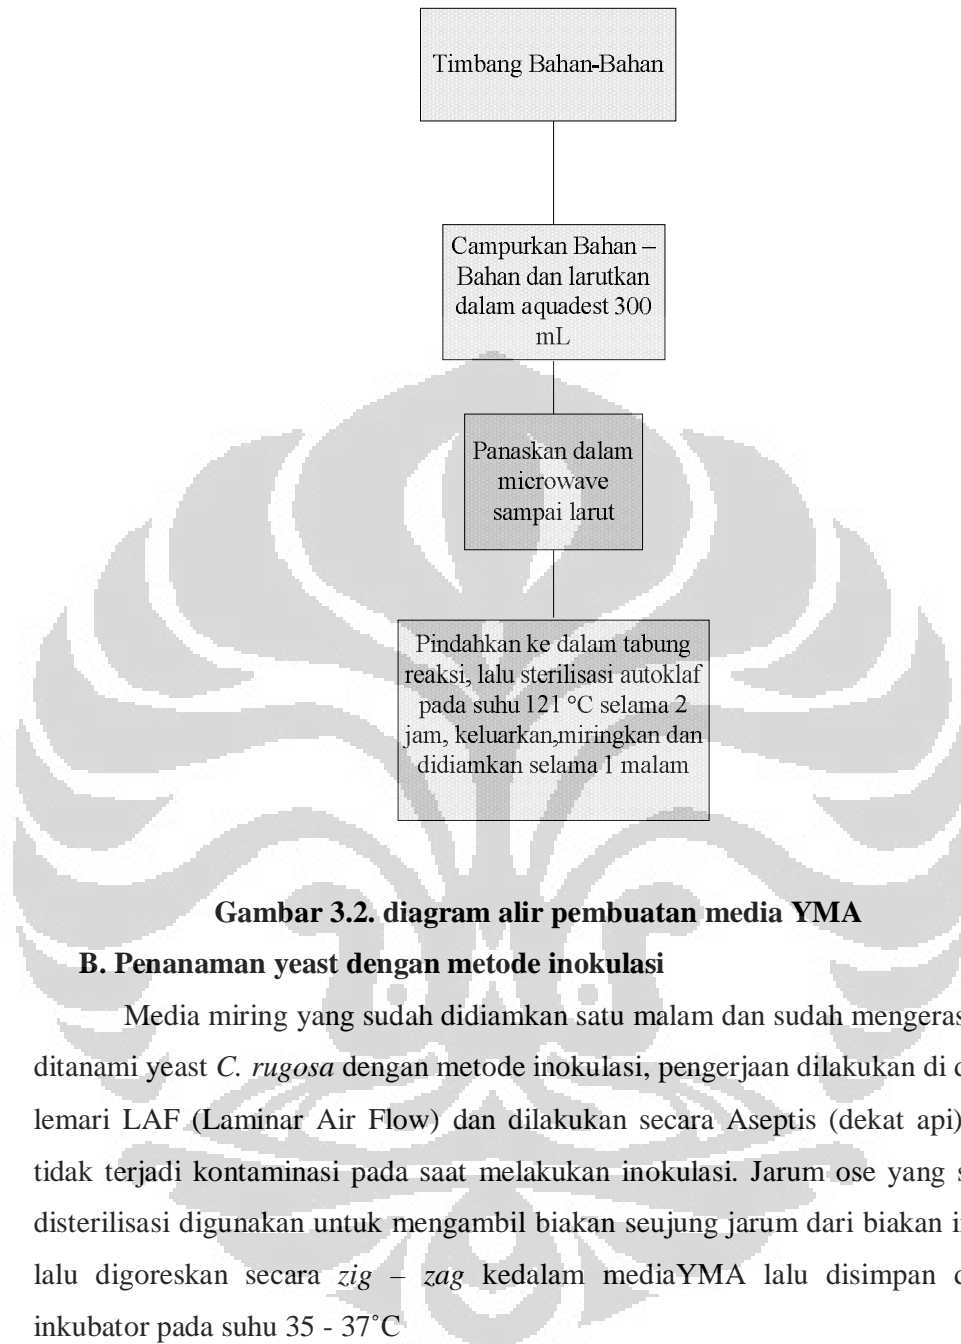 Timbang Bahan-Bahan
Campurkan Bahan –
Bahan dan larutkan
dalam aquadest 300
mL
Panaskan dalam
microwave
sampai larut
Pindahkan ke dalam tabung
reaksi, lalu sterilisasi autoklaf
pada suhu 121 °C selama 2
jam, keluarkan,miringkan dan
didiamkan selama 1 malam
Gambar 3.2. diagram alir pembuatan media YMA
B. Penanaman yeast dengan metode inokulasi
Media miring yang sudah didiamkan satu malam dan sudah mengeras
ditanami yeast C. rugosa dengan metode inokulasi, pengerjaan dilakukan di
lemari LAF (Laminar Air Flow) dan dilakukan secara Aseptis (dekat api)
tidak terjadi kontaminasi pada saat melakukan inokulasi. Jarum ose yang
disterilisasi digunakan untuk mengambil biakan seujung jarum dari biakan
lalu digoreskan secara zig – zag kedalam mediaYMA lalu disimpan
inkubator pada suhu 35 - 37˚C